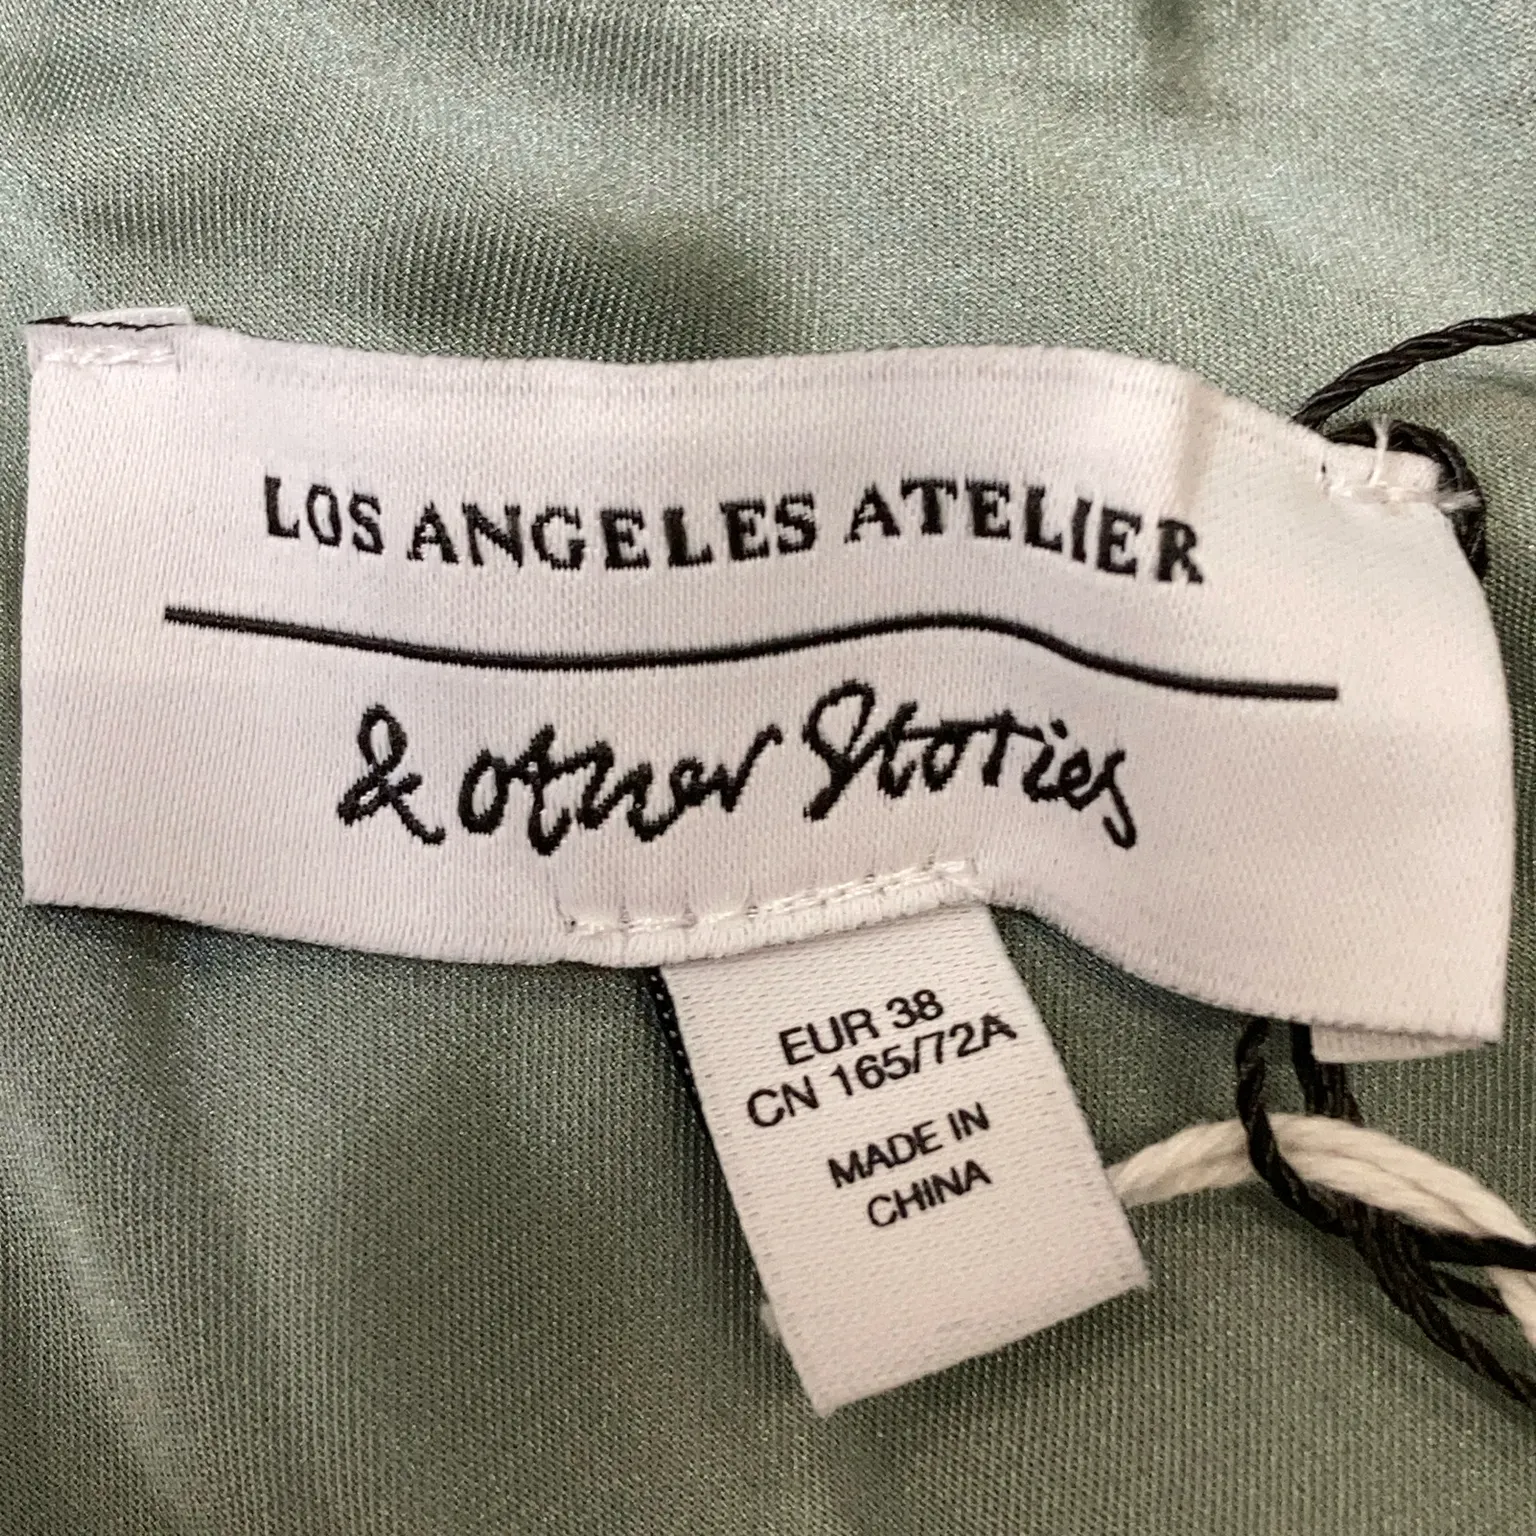 LOS ANGELES ATELIER
& other Stories
EUR 38
CN 165/72A
MADE IN
CHINA